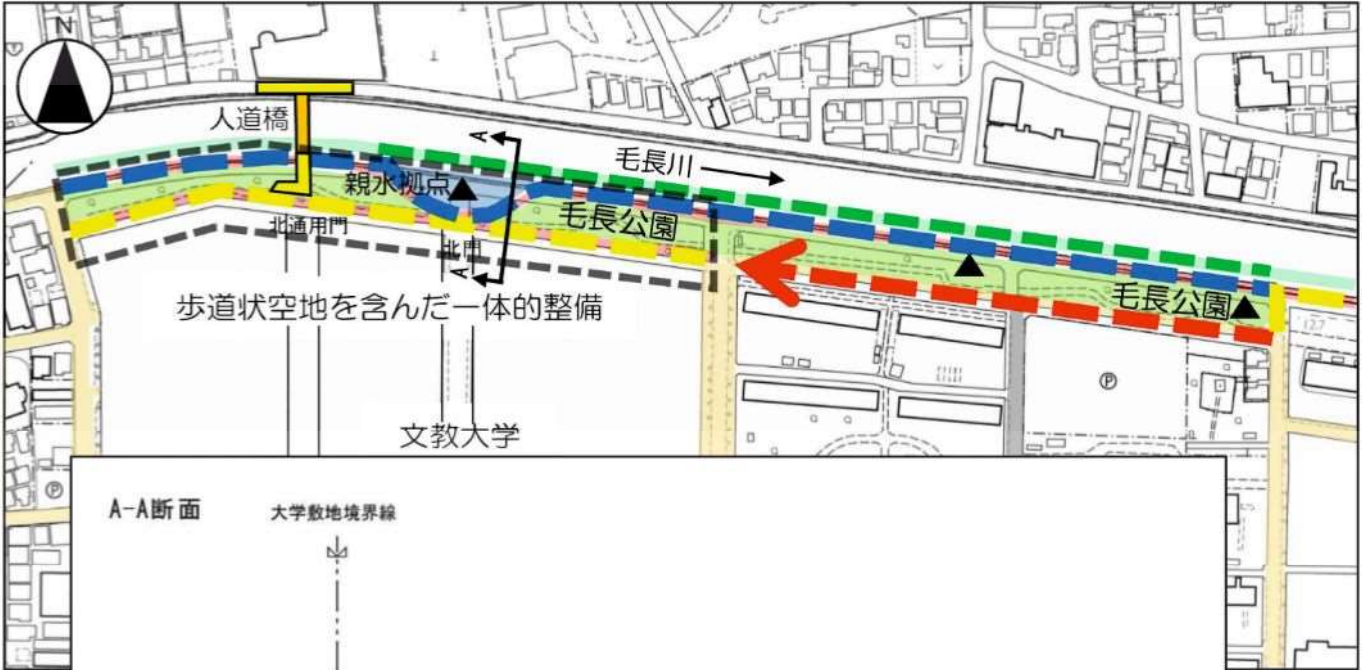 N
人道橋
A
毛長川
親水拠点
毛長公園
北通用門
北門
A
毛長公園
歩道状空地を含んだ一体的整備
12.7
P
文教大学
P
A-A断面
大学敷地境界線